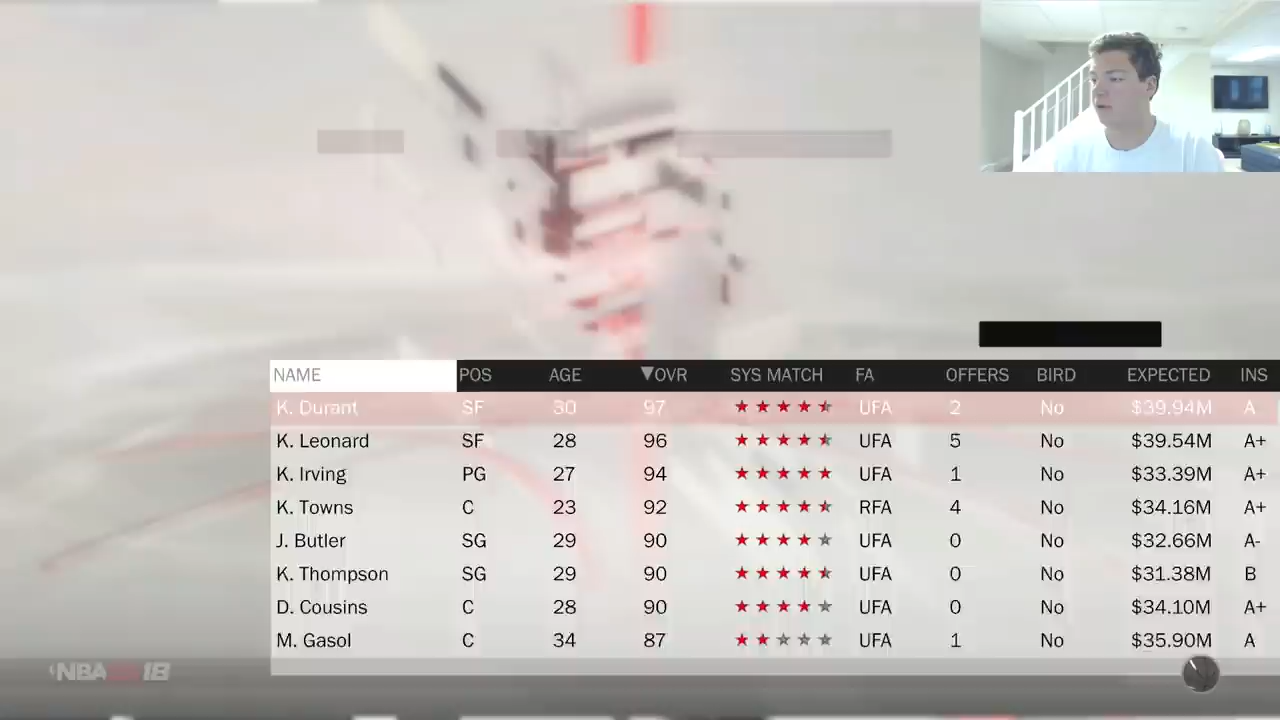 NAME POS AGE ▼OVR SYS MATCH FA OFFERS BIRD EXPECTED INS
K. Durant SF 30 97 UFA 2 No $39.94M A
K. Leonard SF 28 96 UFA 5 No $39.54M A+
K. Irving PG 27 94 UFA 1 No $33.39M A+
K. Towns C 23 92 RFA 4 No $34.16M A+
J. Butler SG 29 90 UFA 0 No $32.66M A-
K. Thompson SG 29 90 UFA 0 No $31.38M B
D. Cousins C 28 90 UFA 0 No $34.10M A+
M. Gasol C 34 87 UFA 1 No $35.90M A
NBA 2K18